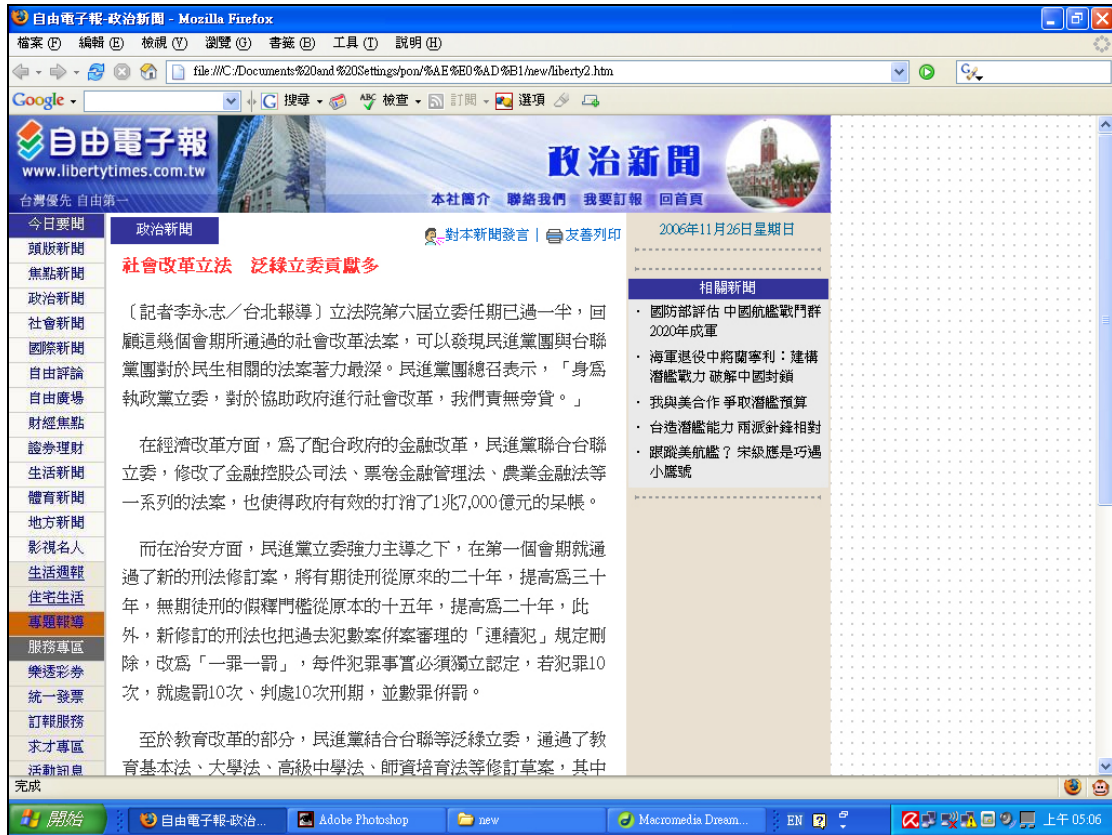 自由電子報-政治新聞 - Mozilla Firefox
檔案(F) 編輯(E) 檢視(V) 瀏覽(G) 書籤(B) 工具(T) 說明(H)
file:///C:/Documents%20and%20Settings/pon/%AE%E0%AD%B1/new/liberty2.htm
Google 搜尋 檢查 訂閱 選項
自由電子報
www.libertytimes.com.tw
台灣優先 自由第一
政治新聞
本社簡介 聯絡我們 我要訂報 回首頁
今日要聞
頭版新聞
焦點新聞
政治新聞
社會新聞
國際新聞
自由評論
自由廣場
財經焦點
證券理財
生活新聞
體育新聞
地方新聞
影視名人
生活週報
住宅生活
專題報導
服務專區
樂透彩券
統一發票
訂報服務
求才專區
活動訊息
政治新聞
對本新聞發言 | 友善列印
社會改革立法 泛綠立委貢獻多
〔記者李永志／台北報導〕立法院第六屆立委任期已過一半，回
顧這幾個會期所通過的社會改革法案，可以發現民進黨團與台聯
黨團對於民生相關的法案著力最深。民進黨團總召表示，「身為
執政黨立委，對於協助政府進行社會改革，我們責無旁貸。」
在經濟改革方面，為了配合政府的金融改革，民進黨聯合台聯
立委，修改了金融控股公司法、票卷金融管理法、農業金融法等
一系列的法案，也使得政府有效的打消了1兆7,000億元的呆帳。
而在治安方面，民進黨立委強力主導之下，在第一個會期就通
過了新的刑法修訂案，將有期徒刑從原來的二十年，提高為三十
年，無期徒刑的假釋門檻從原本的十五年，提高為二十年，此
外，新修訂的刑法也把過去犯數案併案審理的「連續犯」規定刪
除，改為「一罪一罰」，每件犯罪事實必須獨立認定，若犯罪10
次，就處罰10次、判處10次刑期，並數罪併罰。
至於教育改革的部分，民進黨結合台聯等泛綠立委，通過了教
育基本法、大學法、高級中學法、師資培育法等修訂草案，其中
2006年11月26日星期日
相關新聞
· 國防部評估 中國航艦戰鬥群
2020年成軍
· 海軍退役中將蘭寧利：建構
潛艦戰力 破解中國封鎖
· 我與美合作 爭取潛艦預算
· 台造潛艦能力 兩派針鋒相對
· 跟蹤美航艦？ 宋級應是巧遇
小鷹號
完成
開始 自由電子報-政治... Adobe Photoshop new Macromedia Dream... EN 上午 05:06